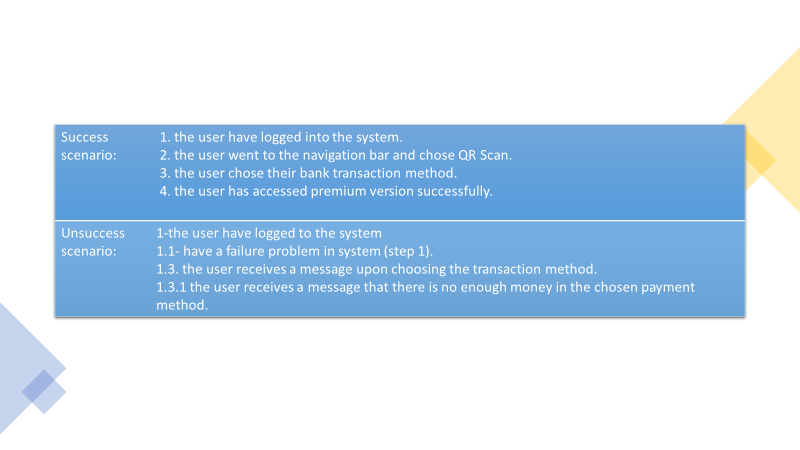 Success scenario:
1. the user have logged into the system.
2. the user went to the navigation bar and chose QR Scan.
3. the user chose their bank transaction method.
4. the user has accessed premium version successfully.
Unsuccess scenario:
1-the user have logged to the system
1.1- have a failure problem in system (step 1).
1.3. the user receives a message upon choosing the transaction method.
1.3.1 the user receives a message that there is no enough money in the chosen payment
method.